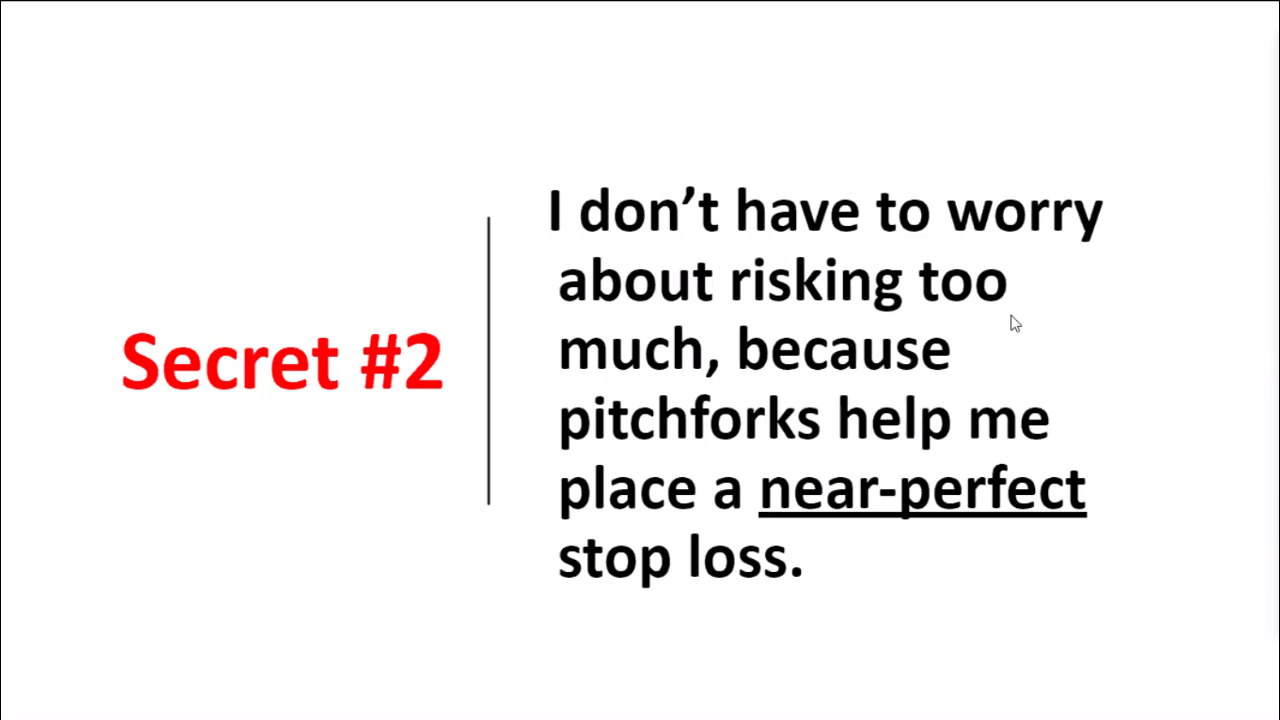 Secret #2
I don’t have to worry
about risking too
much, because
pitchforks help me
place a near-perfect
stop loss.